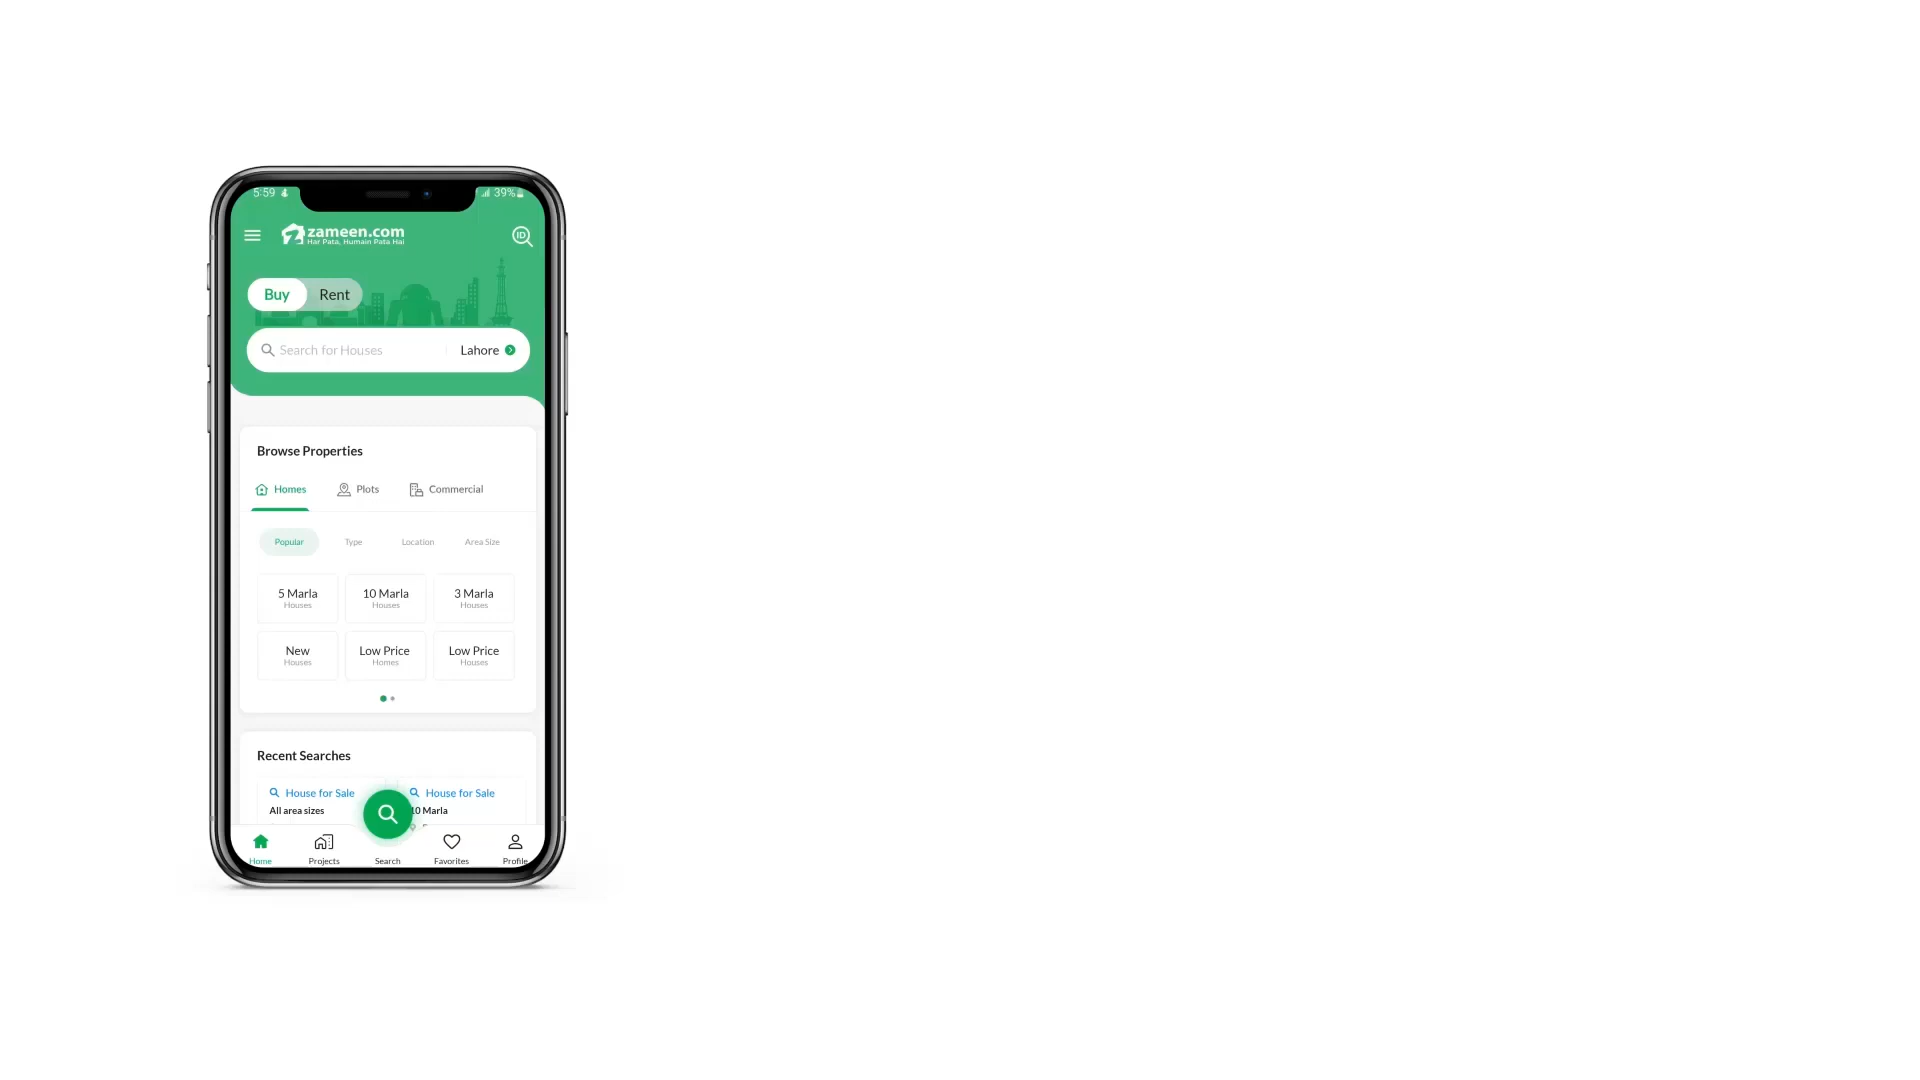 5:59
39%
zameen.com
Har Pata, Humain Pata Hai
ID
Buy Rent
Search for Houses Lahore
Browse Properties
Homes Plots Commercial
Popular Type Location Area Size
5 Marla 10 Marla 3 Marla
Houses Houses Houses
New Low Price Low Price
Houses Homes Houses
Recent Searches
House for Sale House for Sale
All area sizes 10 Marla
Home Projects Search Favorites Profile